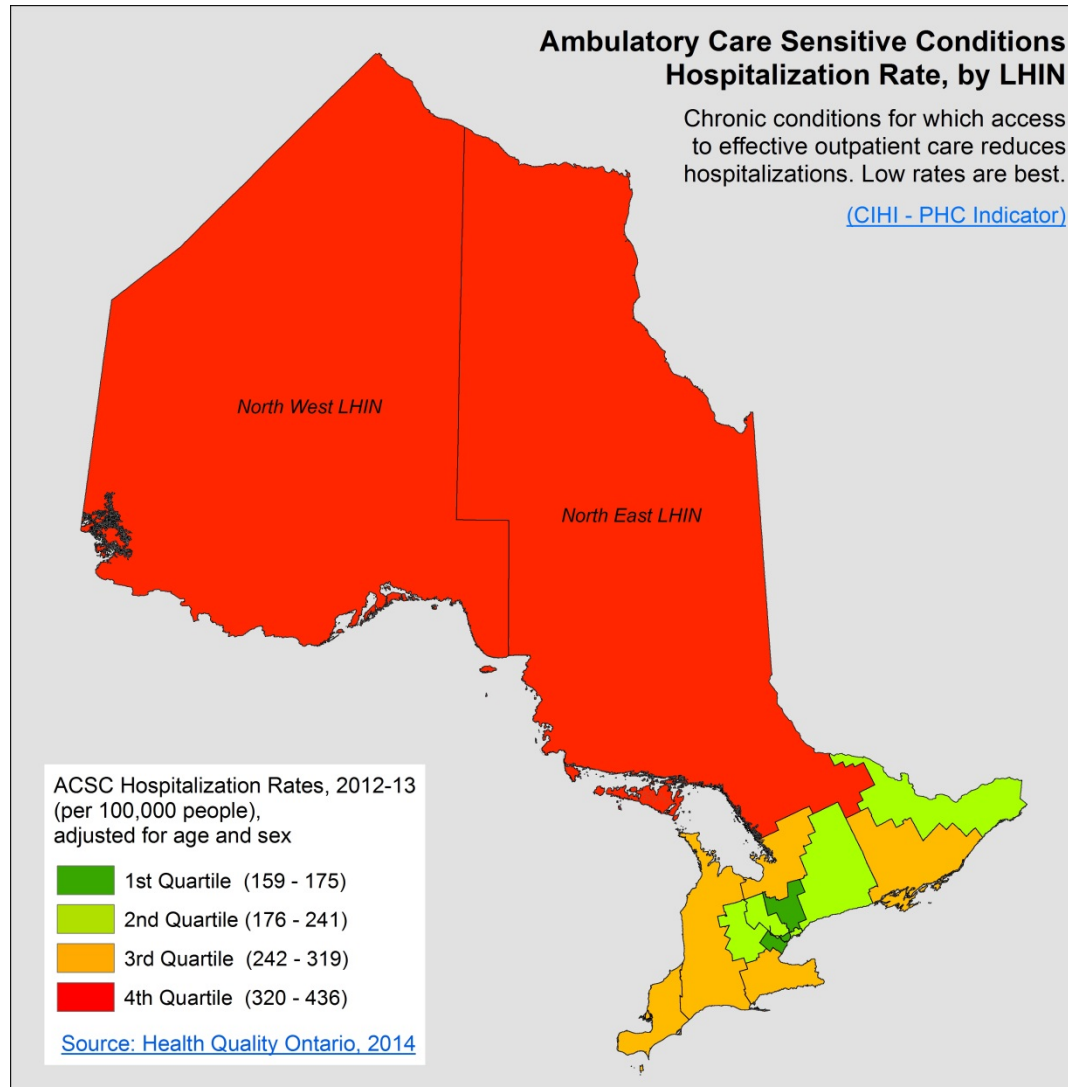 Ambulatory Care Sensitive Conditions
Hospitalization Rate, by LHIN
Chronic conditions for which access
to effective outpatient care reduces
hospitalizations. Low rates are best.
(CIHI - PHC Indicator)
North West LHIN
North East LHIN
ACSC Hospitalization Rates, 2012-13
(per 100,000 people),
adjusted for age and sex
1st Quartile (159 - 175)
2nd Quartile (176 - 241)
3rd Quartile (242 - 319)
4th Quartile (320 - 436)
Source: Health Quality Ontario, 2014